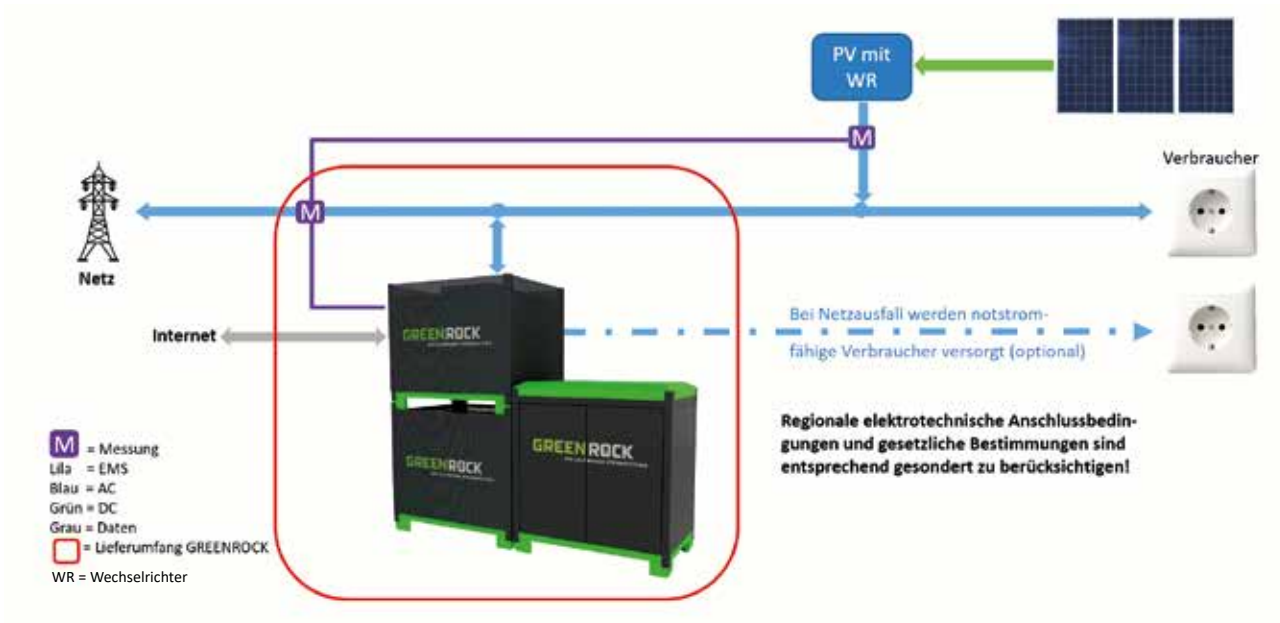 PV mit
WR
M
Verbraucher
M
Netz
Internet
GREENROCK
Bei Netzausfall werden notstrom-
fähige Verbraucher versorgt (optional)
GREENROCK
GREENROCK
Regionale elektrotechnische Anschlussbedin-
gungen und gesetzliche Bestimmungen sind
entsprechend gesondert zu berücksichtigen!
M = Messung
Lila = EMS
Blau = AC
Grün = DC
Grau = Daten
= Lieferumfang GREENROCK
WR = Wechselrichter